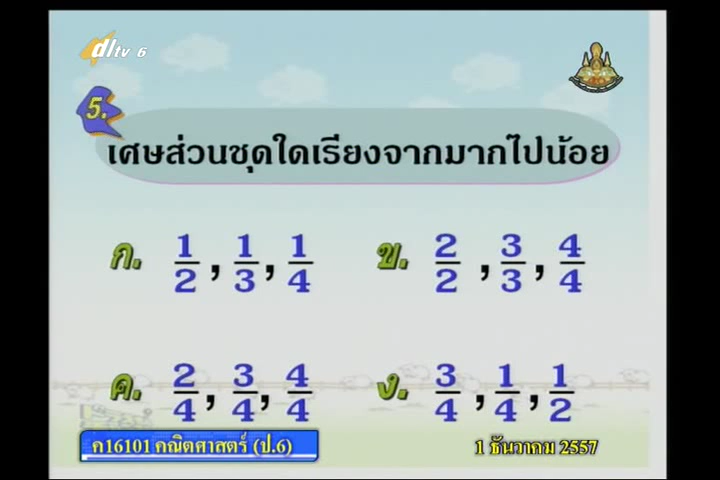 dltv 6
5.
เศษส่วนชุดใดเรียงจากมากไปน้อย
ก. 1/2, 1/3, 1/4
ข. 2/2, 3/3, 4/4
ค. 2/4, 3/4, 4/4
ง. 3/4, 1/4, 1/2
ค16101 คณิตศาสตร์ (ป.6)
1 ธันวาคม 2557